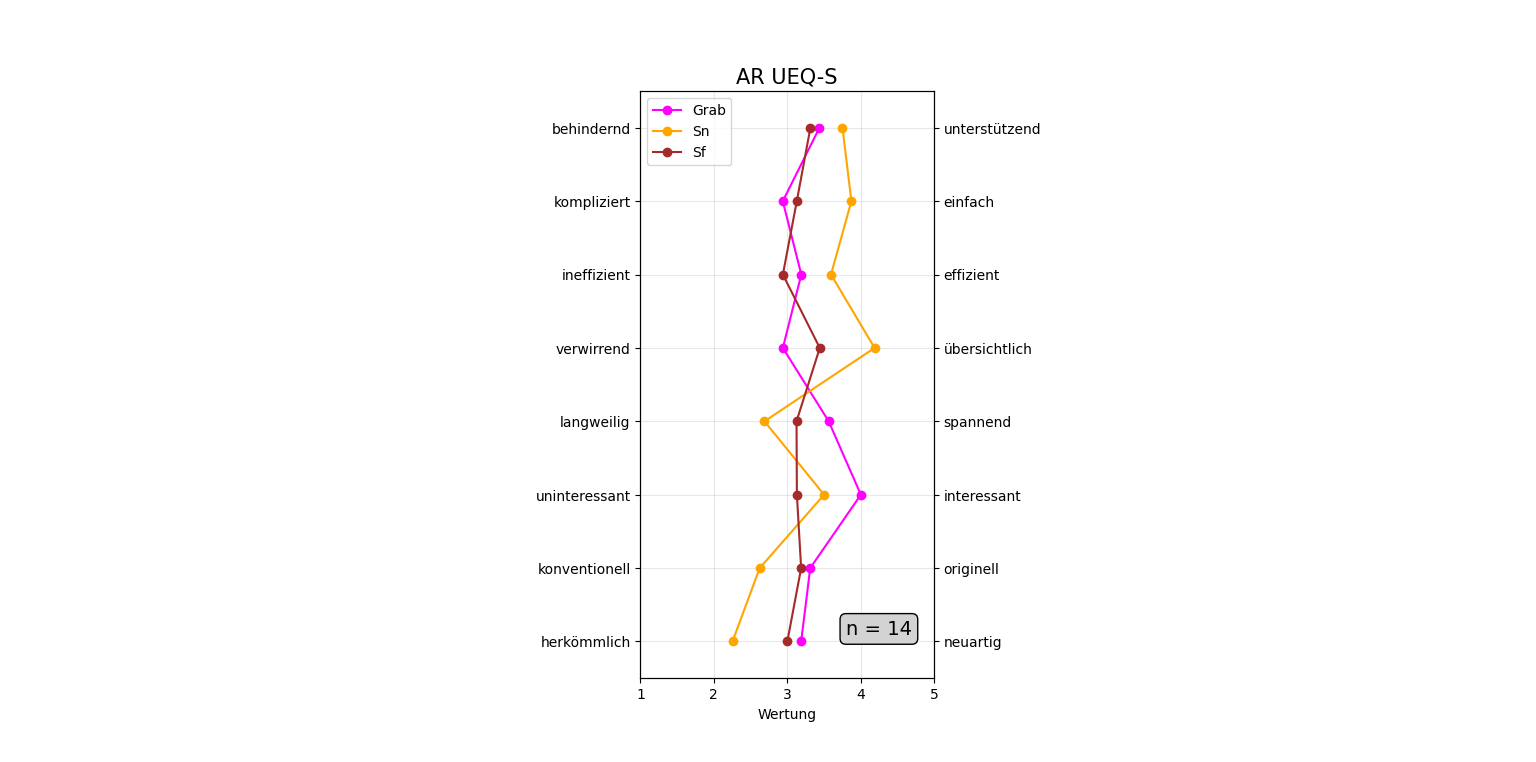 AR UEQ-S
Grab
Sn
Sf
behindernd unterstützend
kompliziert einfach
ineffizient effizient
verwirrend übersichtlich
langweilig spannend
uninteressant interessant
konventionell originell
herkömmlich neuartig
n = 14
1 2 3 4 5
Wertung